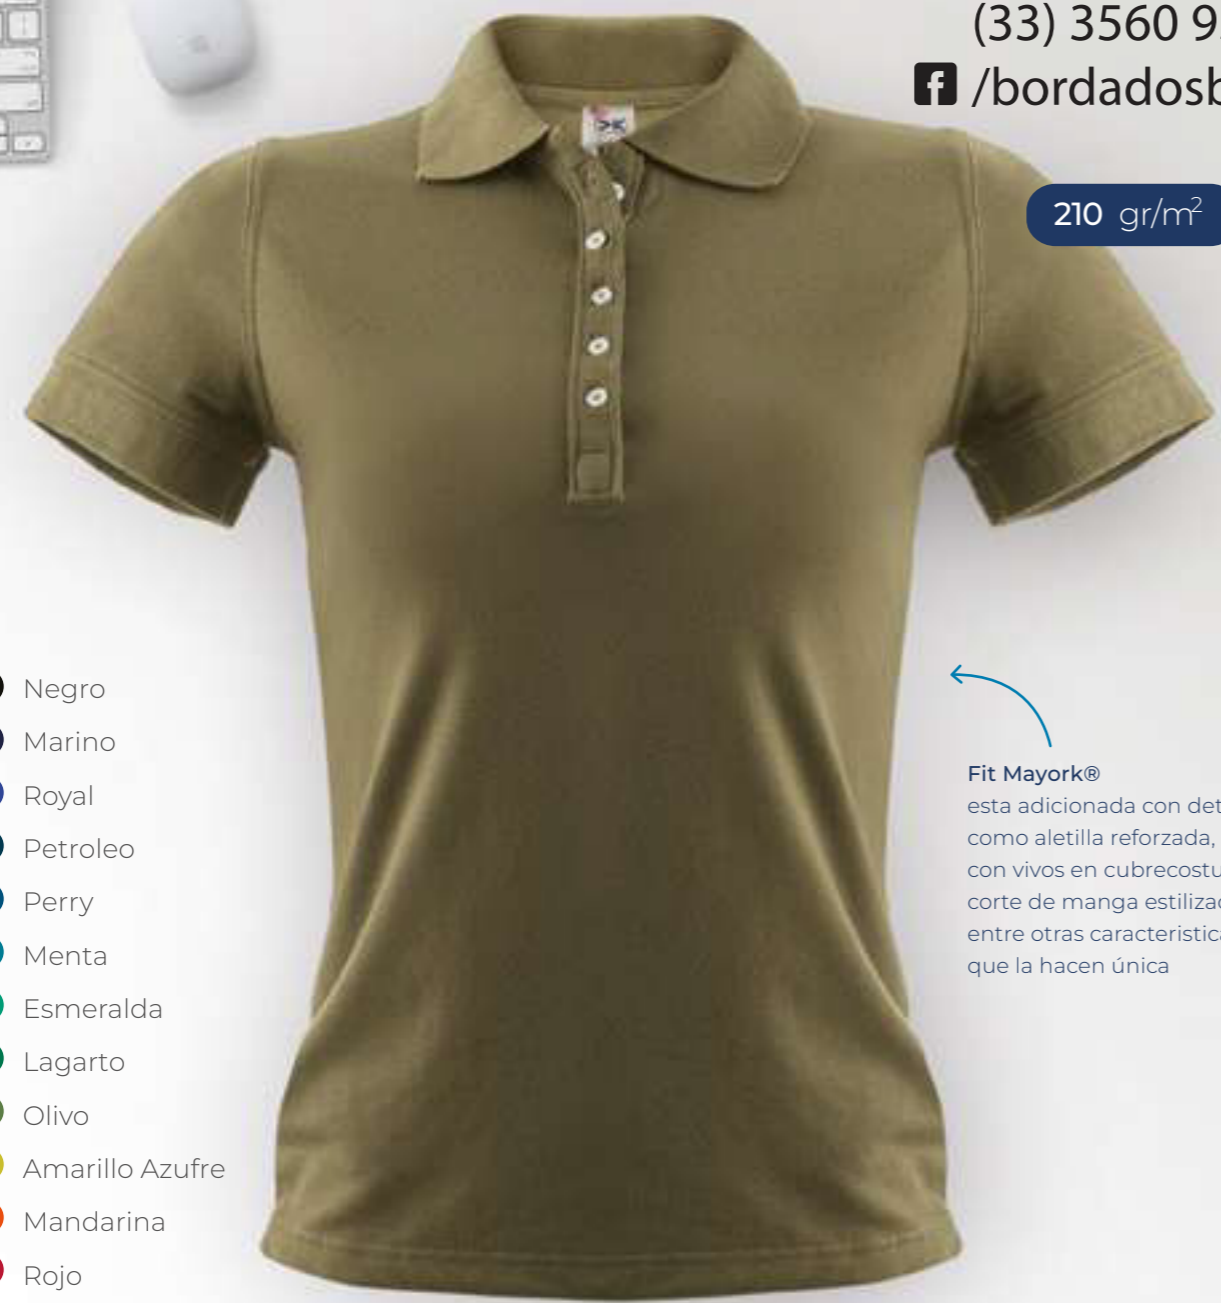 (33) 3560
/bordadosb
210 gr/m²
Negro
Marino
Royal
Petroleo
Perry
Menta
Esmeralda
Lagarto
Olivo
Amarillo Azufre
Mandarina
Rojo
Fit Mayork®
esta adicionada con
como aletilla reforzada,
con vivos en
corte de manga
entre otras
que la hacen única